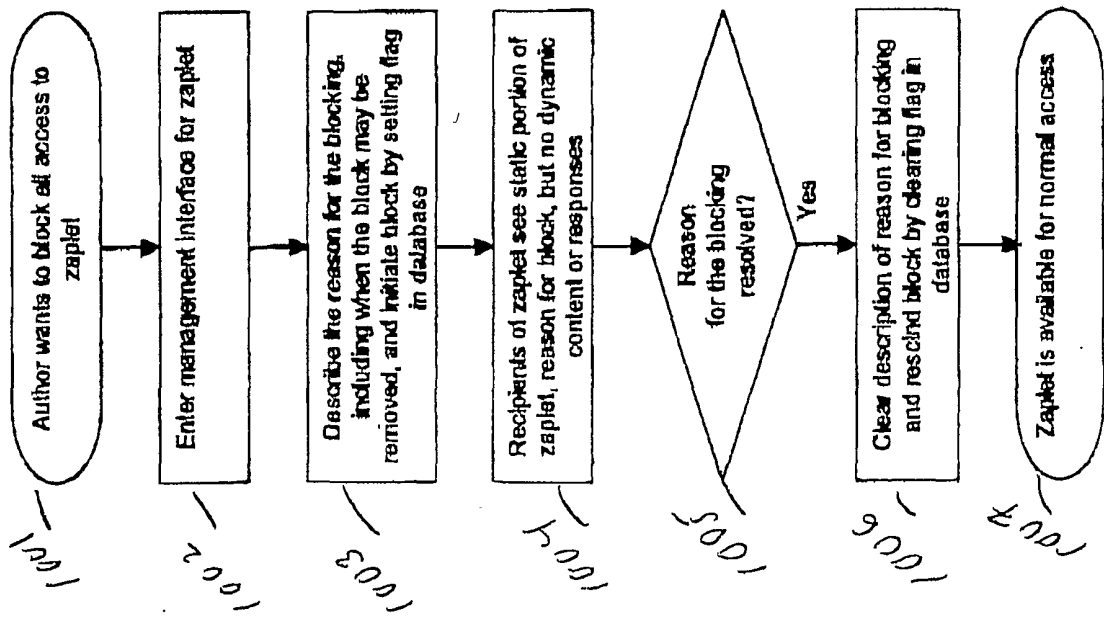 Author wants to block all access to
zaplet
1001
Enter management interface for zaplet
1002
Describe the reason for the blocking,
including when the block may be
removed, and initiate block by setting flag
in database
1003
Recipients of zaplet see static portion of
zaplet, reason for block, but no dynamic
content or responses
1004
Reason
for the blocking
resolved?
1005
Yes
Clear description of reason for blocking
and rescind block by clearing flag in
database
1006
Zaplet is available for normal access
1007